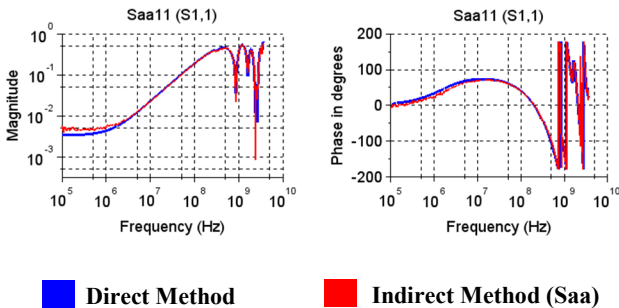 Saa11 (S1,1)
Magnitude
10^0
10^-1
10^-2
10^-3
10^5 10^6 10^7 10^8 10^9 10^10
Frequency (Hz)
Saa11 (S1,1)
Phase in degrees
200
100
0
-100
-200
10^5 10^6 10^7 10^8 10^9 10^10
Frequency (Hz)
Direct Method
Indirect Method (Saa)